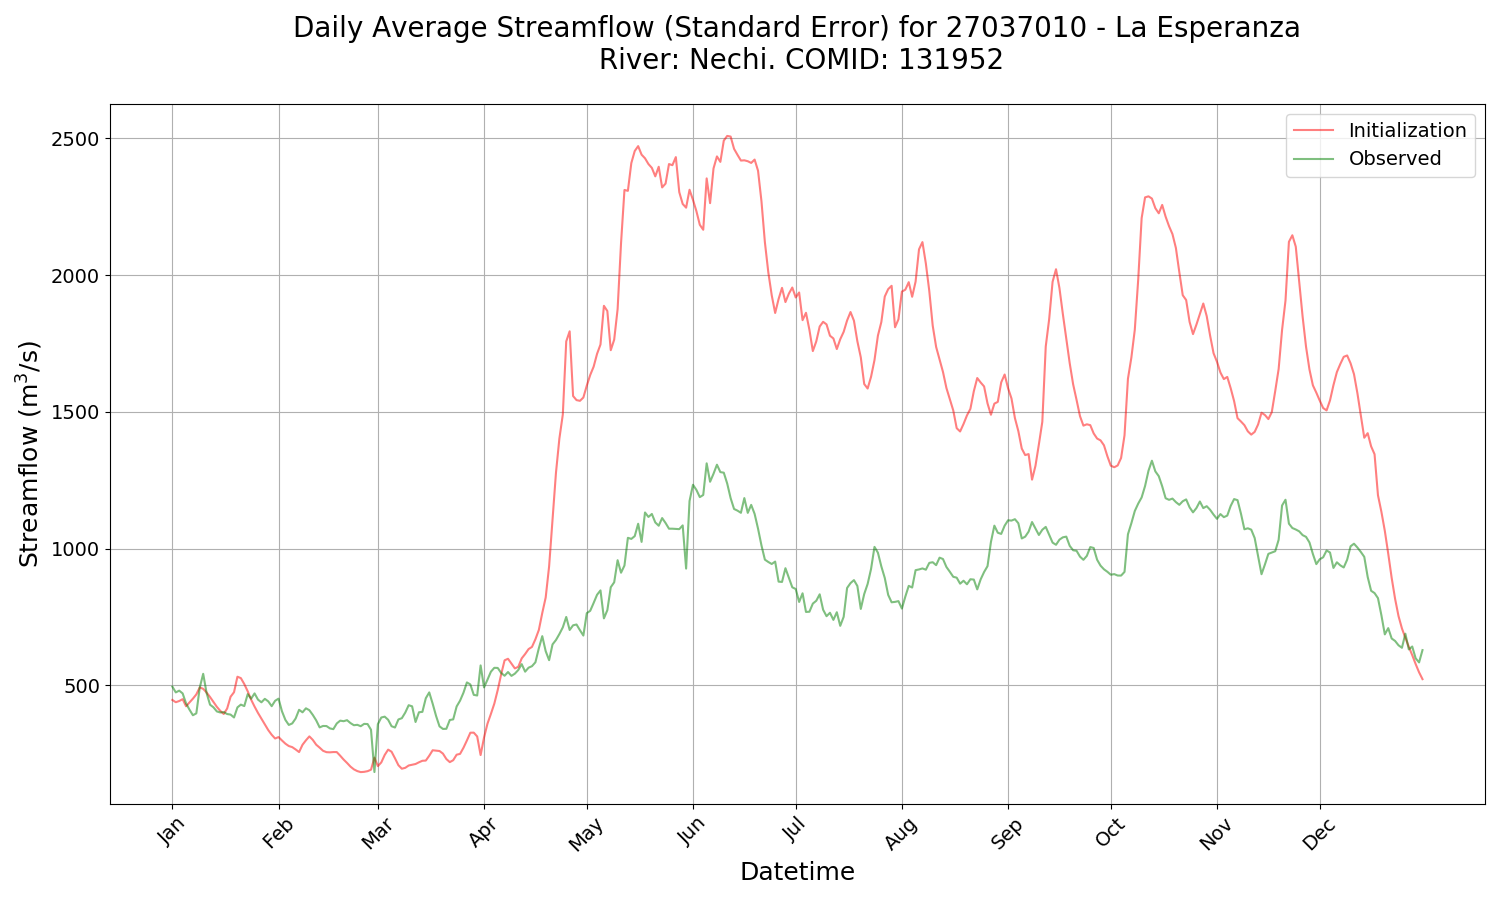 Daily Average Streamflow (Standard Error) for 27037010 - La Esperanza
River: Nechi. COMID: 131952
Initialization
Observed
2500
2000
1500
1000
500
Streamflow (m³/s)
Jan Feb Mar Apr May Jun Jul Aug Sep Oct Nov Dec
Datetime